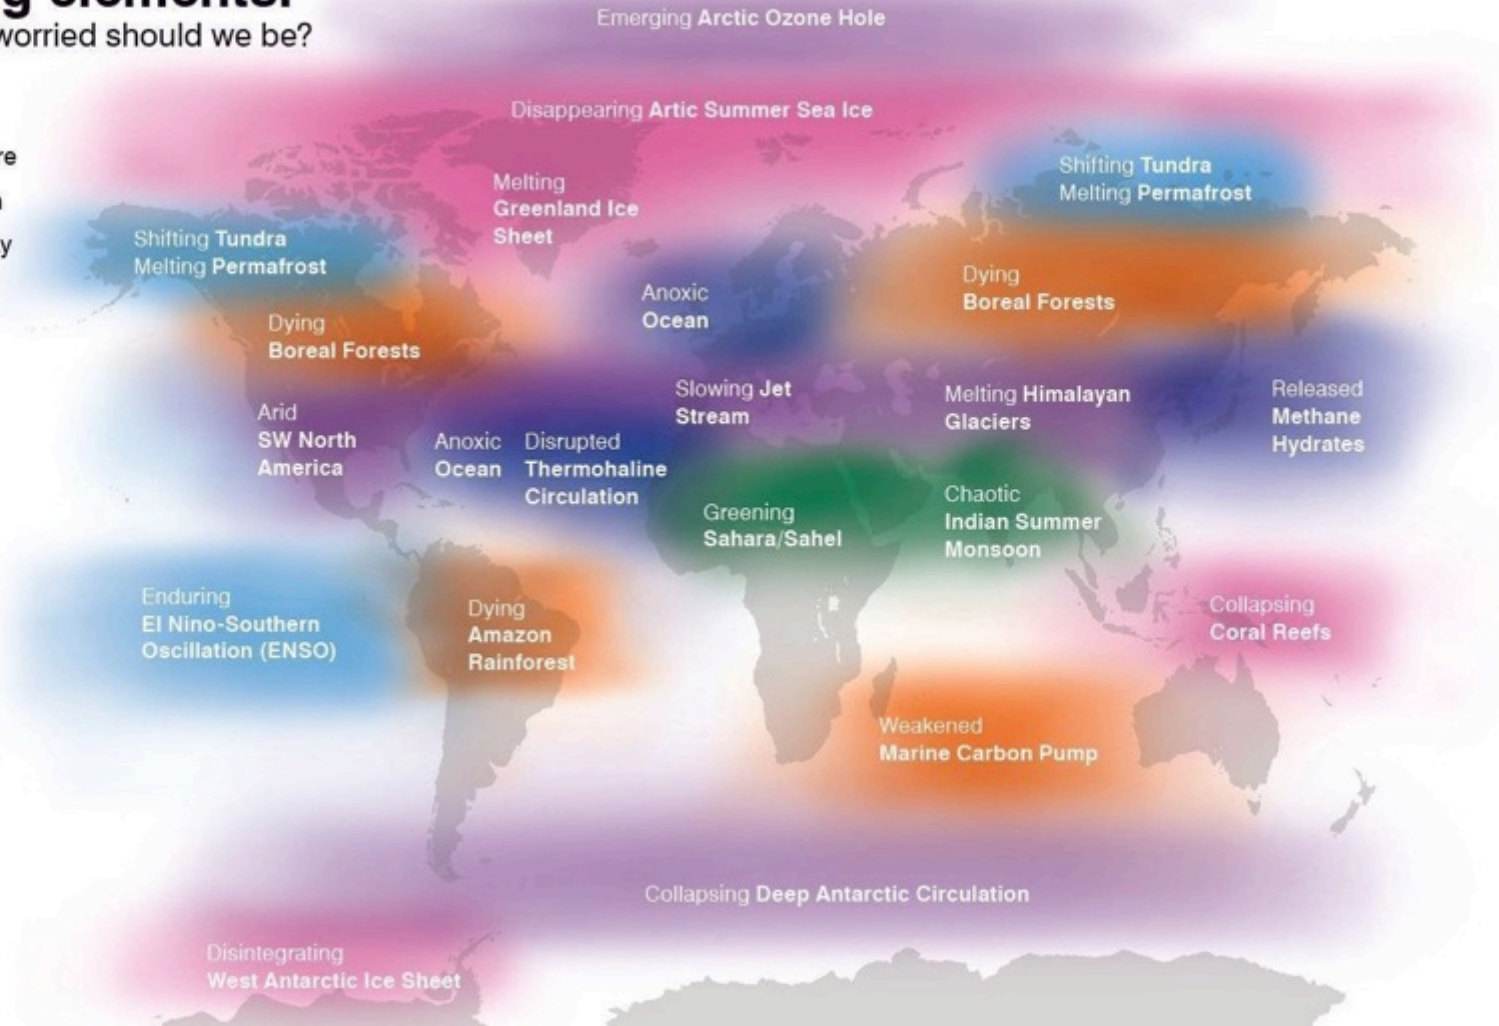 worried should we be?
Emerging Arctic Ozone Hole
Disappearing Artic Summer Sea Ice
Shifting Tundra
Melting Permafrost
Melting
Greenland Ice
Sheet
Shifting Tundra
Melting Permafrost
Anoxic
Ocean
Dying
Boreal Forests
Dying
Boreal Forests
Slowing Jet
Stream
Melting Himalayan
Glaciers
Released
Methane
Hydrates
Arid
SW North
America
Anoxic
Ocean
Disrupted
Thermohaline
Circulation
Greening
Sahara/Sahel
Chaotic
Indian Summer
Monsoon
Enduring
El Nino-Southern
Oscillation (ENSO)
Dying
Amazon
Rainforest
Collapsing
Coral Reefs
Weakened
Marine Carbon Pump
Collapsing Deep Antarctic Circulation
Disintegrating
West Antarctic Ice Sheet